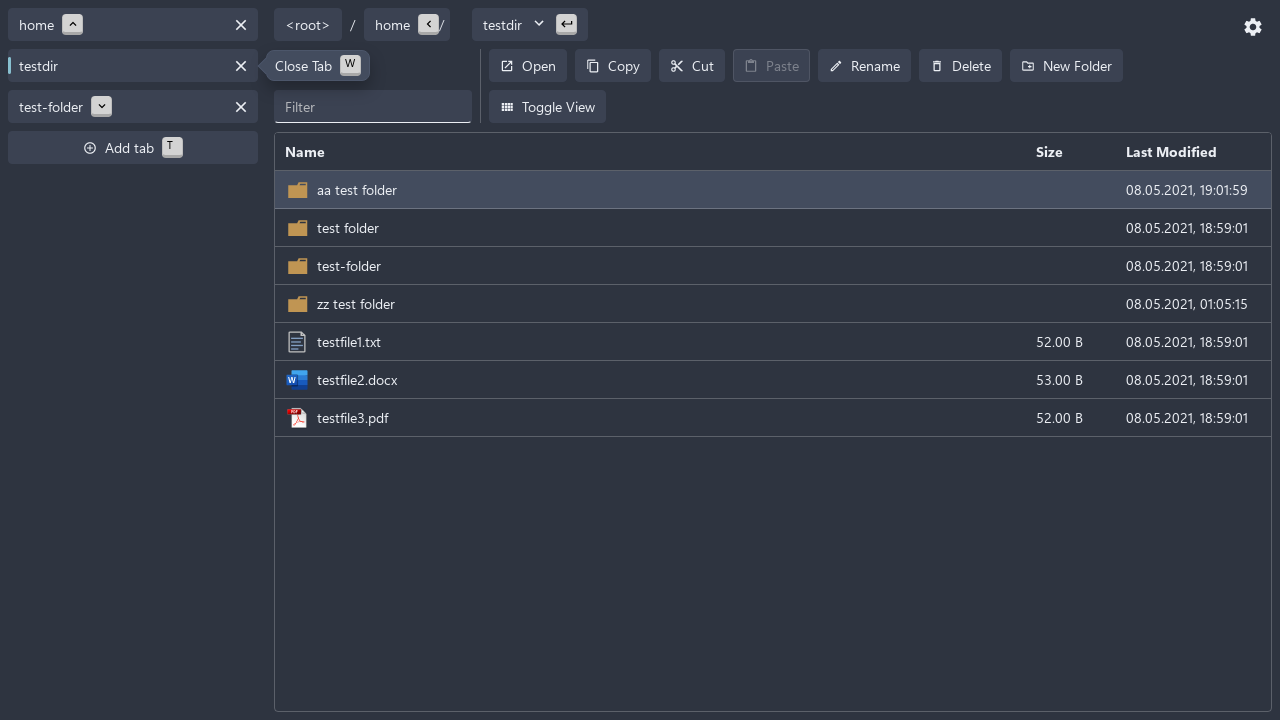 home
<root> / home /
testdir
testdir
Close Tab W
Open
Copy
Cut
Paste
Rename
Delete
New Folder
test-folder
Filter
Toggle View
Add tab T
Name Size Last Modified
aa test folder 08.05.2021, 19:01:59
test folder 08.05.2021, 18:59:01
test-folder 08.05.2021, 18:59:01
zz test folder 08.05.2021, 01:05:15
testfile1.txt 52.00 B 08.05.2021, 18:59:01
W testfile2.docx 53.00 B 08.05.2021, 18:59:01
PDF testfile3.pdf 52.00 B 08.05.2021, 18:59:01